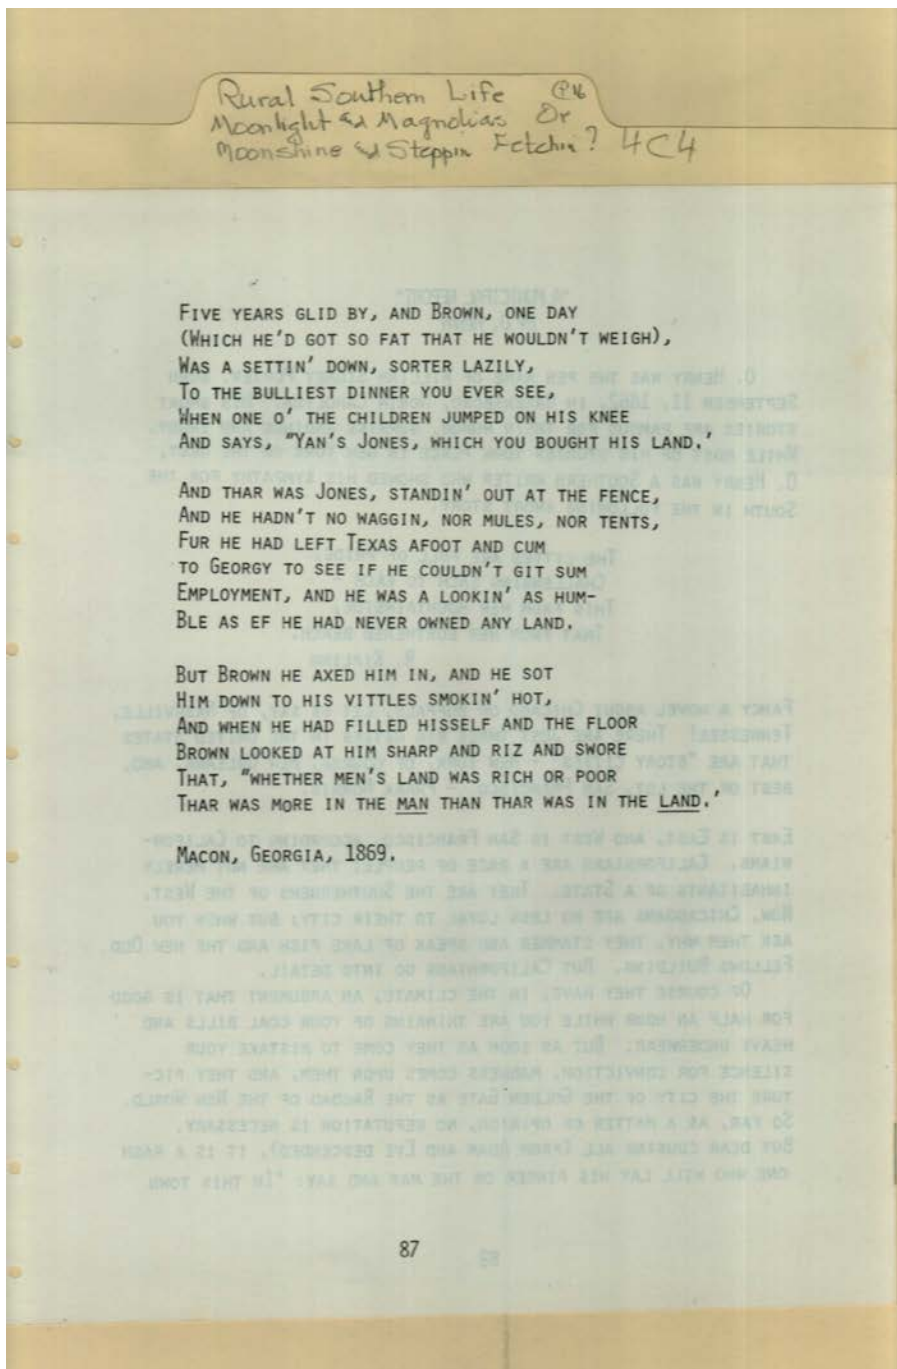 Rural Southern Life
Moonlight & Magnolias Or
Moonshine & Steppin Fetchin? 4C4
FIVE YEARS GLID BY, AND BROWN, ONE DAY
(WHICH HE'D GOT SO FAT THAT HE WOULDN'T WEIGH),
WAS A SETTIN' DOWN, SORTER LAZILY,
TO THE BULLIEST DINNER YOU EVER SEE,
WHEN ONE O' THE CHILDREN JUMPED ON HIS KNEE
AND SAYS, "YAN'S JONES, WHICH YOU BOUGHT HIS LAND.'
AND THAR WAS JONES, STANDIN' OUT AT THE FENCE,
AND HE HADN'T NO WAGGIN, NOR MULES, NOR TENTS,
FUR HE HAD LEFT TEXAS AFOOT AND CUM
TO GEORGY TO SEE IF HE COULDN'T GIT SUM
EMPLOYMENT, AND HE WAS A LOOKIN' AS HUM-
BLE AS EF HE HAD NEVER OWNED ANY LAND.
BUT BROWN HE AXED HIM IN, AND HE SOT
HIM DOWN TO HIS VITTLES SMOKIN' HOT,
AND WHEN HE HAD FILLED HISSELF AND THE FLOOR
BROWN LOOKED AT HIM SHARP AND RIZ AND SWORE
THAT, "WHETHER MEN'S LAND WAS RICH OR POOR
THAR WAS MORE IN THE MAN THAN THAR WAS IN THE LAND.'
MACON, GEORGIA, 1869.
87